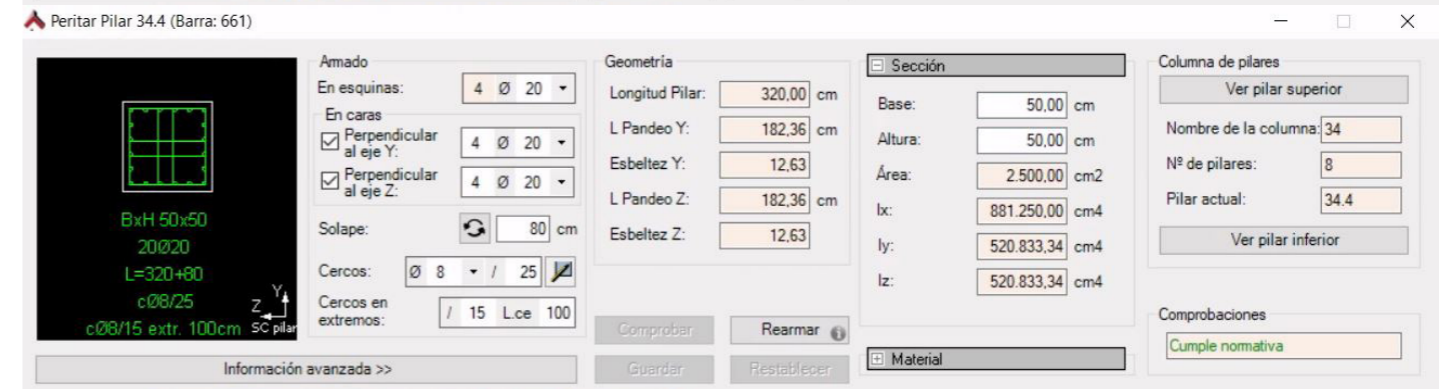 Peritar Pilar 34.4 (Barra: 661)
BxH 50x50
20Ø20
L=320+80
cØ8/25
cØ8/15 extr. 100cm
Z
Y
SC pilar
Información avanzada >>
Armado
En esquinas: 4 Ø 20
En caras
Perpendicular
al eje Y: 4 Ø 20
Perpendicular
al eje Z: 4 Ø 20
Solape: 80 cm
Cercos: Ø 8 / 25
Cercos en
extremos: / 15 L.ce 100
Geometría
Longitud Pilar: 320,00 cm
L Pandeo Y: 182,36 cm
Esbeltez Y: 12,63
L Pandeo Z: 182,36 cm
Esbeltez Z: 12,63
Comprobar
Rearmar
Guardar
Restablecer
Sección
Base: 50,00 cm
Altura: 50,00 cm
Área: 2.500,00 cm2
Ix: 881.250,00 cm4
Iy: 520.833,34 cm4
Iz: 520.833,34 cm4
Material
Columna de pilares
Ver pilar superior
Nombre de la columna: 34
Nº de pilares: 8
Pilar actual: 34.4
Ver pilar inferior
Comprobaciones
Cumple normativa